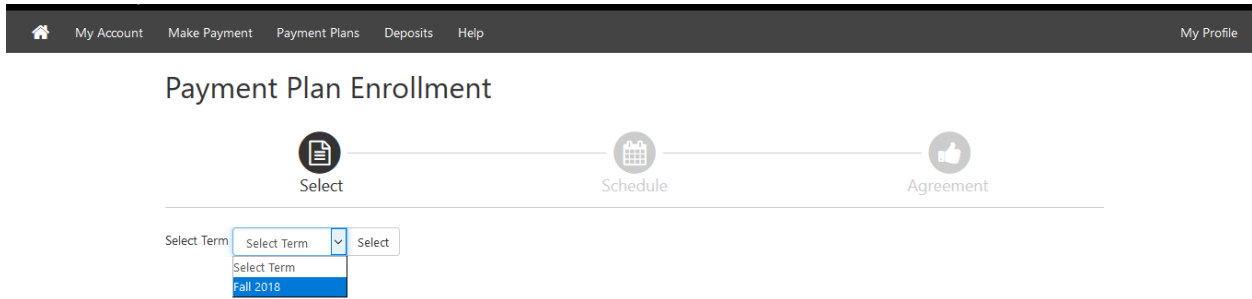 My Account Make Payment Payment Plans Deposits Help My Profile
Payment Plan Enrollment
Select Schedule Agreement
Select Term Select Term Select
Select Term
Fall 2018